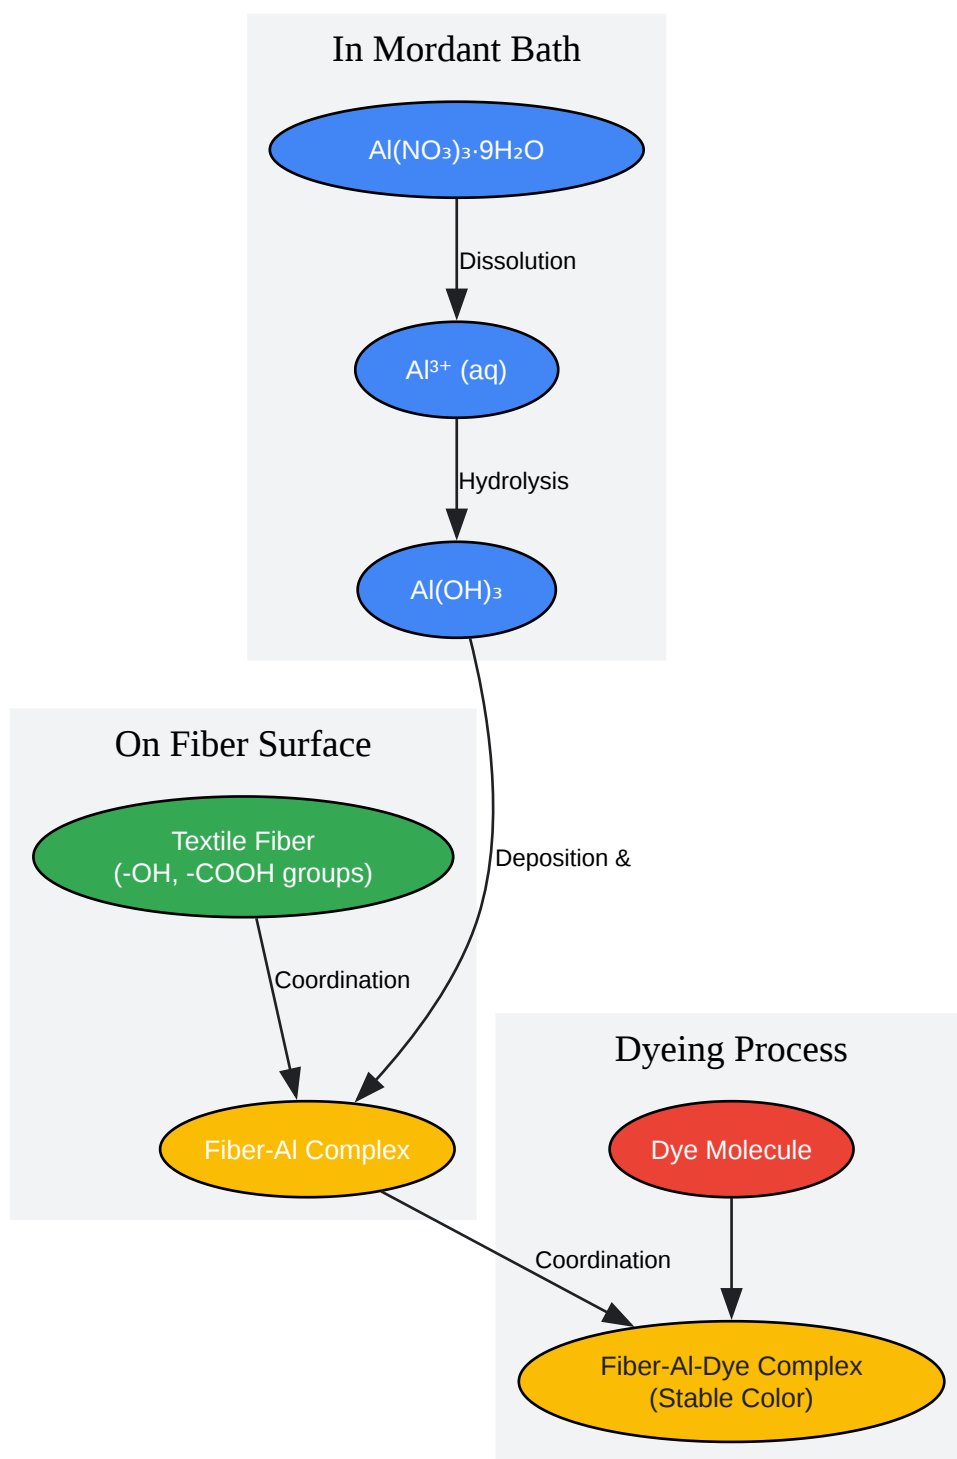 In Mordant Bath
Al(NO₃)₃·9H₂O
Dissolution
Al³⁺ (aq)
Hydrolysis
Al(OH)₃
On Fiber Surface
Textile Fiber
(-OH, -COOH groups)
Deposition &
Coordination
Fiber-Al Complex
Dyeing Process
Dye Molecule
Coordination
Fiber-Al-Dye Complex
(Stable Color)